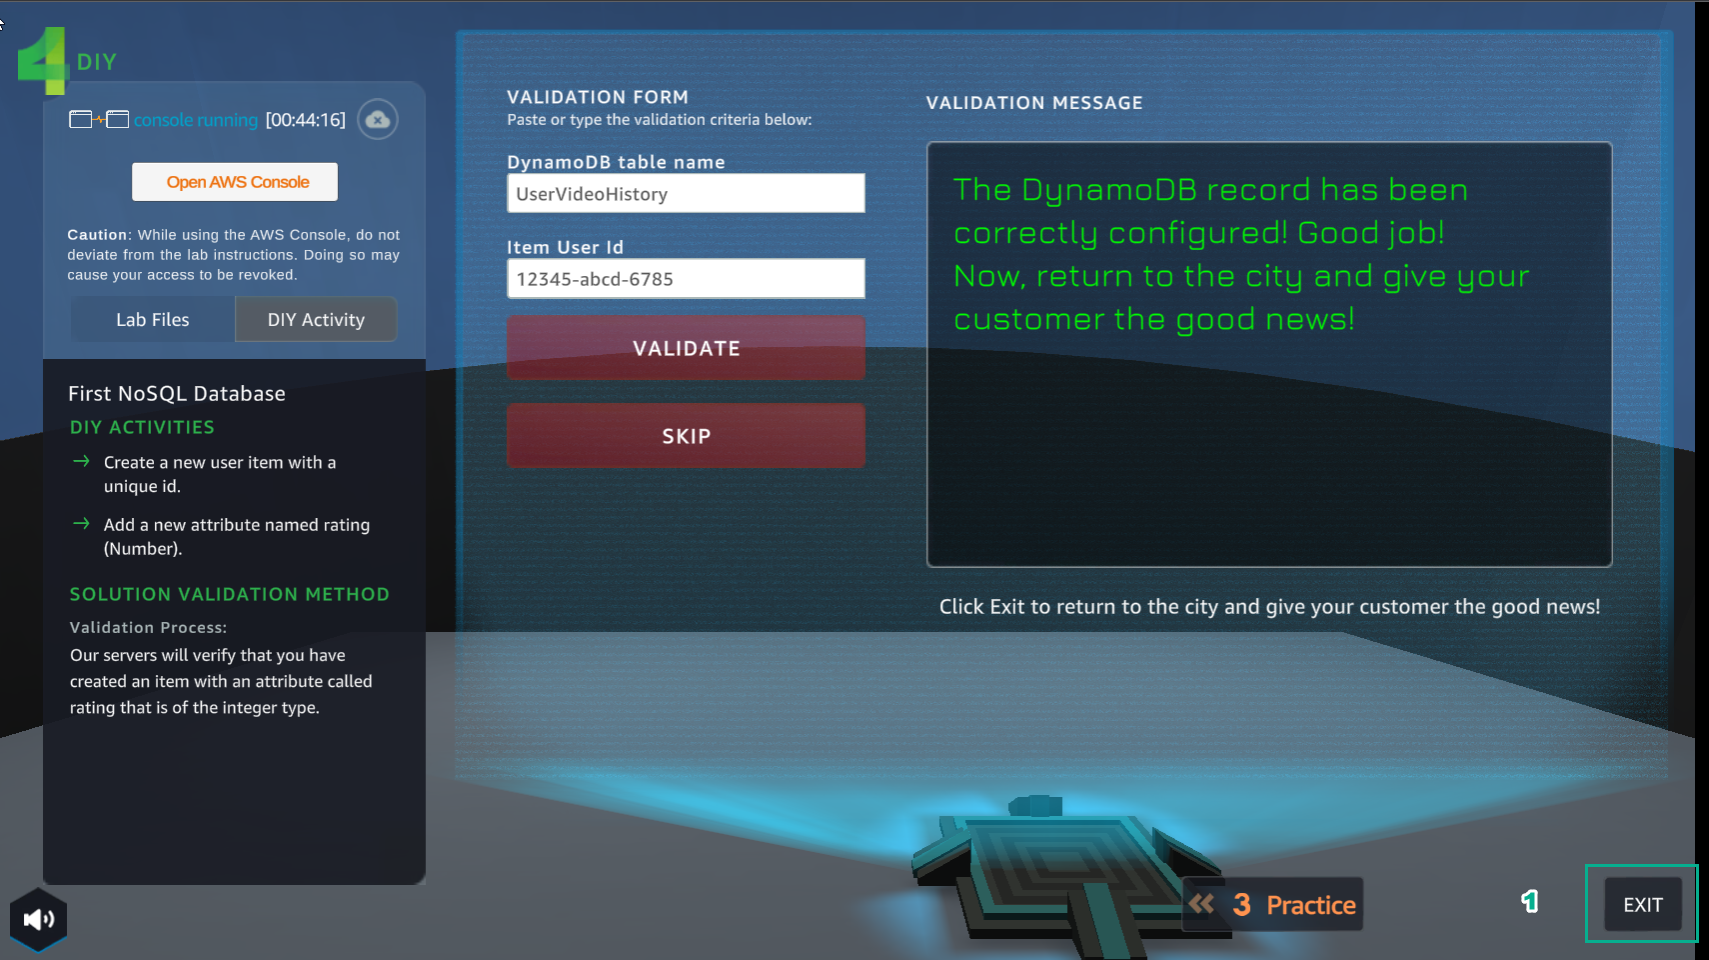 4 DIY
console running [00:44:16]
Open AWS Console
Caution: While using the AWS Console, do not
deviate from the lab instructions. Doing so may
cause your access to be revoked.
Lab Files
DIY Activity
First NoSQL Database
DIY ACTIVITIES
→ Create a new user item with a
unique id.
→ Add a new attribute named rating
(Number).
SOLUTION VALIDATION METHOD
Validation Process:
Our servers will verify that you have
created an item with an attribute called
rating that is of the integer type.
VALIDATION FORM
Paste or type the validation criteria below:
DynamoDB table name
UserVideoHistory
Item User Id
12345-abcd-6785
VALIDATE
SKIP
VALIDATION MESSAGE
The DynamoDB record has been
correctly configured! Good job!
Now, return to the city and give your
customer the good news!
Click Exit to return to the city and give your customer the good news!
3 Practice
1
EXIT